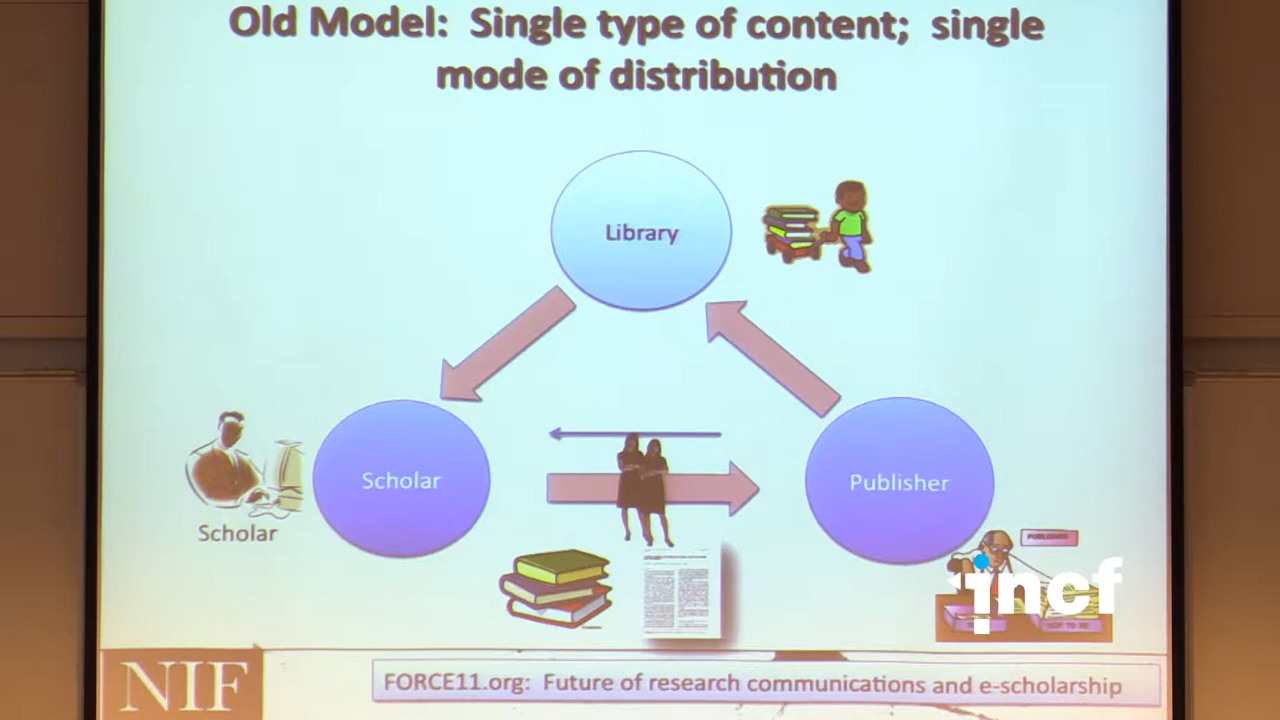 Old Model: Single type of content; single
mode of distribution
Library
Scholar
Publisher
Scholar
PUBLISHER
incf
NIF
FORCE11.org: Future of research communications and e-scholarship